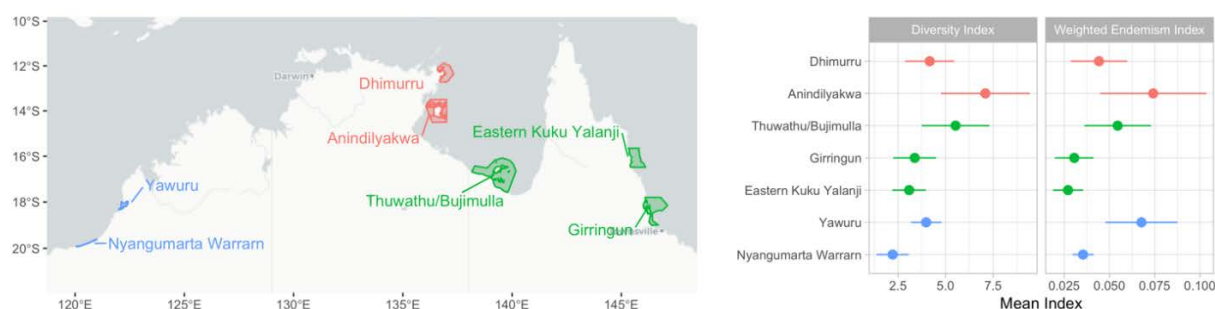 10°S
12°S
14°S
16°S
18°S
20°S
Darwin
Dhimurru
Anindilyakwa
Eastern Kuku Yalanji
Thuwathu/Bujimulla
Yawuru
Nyangumarta Warrarn
Girringun
120°E 125°E 130°E 135°E 140°E 145°E
Diversity Index Weighted Endemism Index
Dhimurru
Anindilyakwa
Thuwathu/Bujimulla
Girringun
Eastern Kuku Yalanji
Yawuru
Nyangumarta Warrarn
2.5 5.0 7.5 0.025 0.050 0.075 0.100
Mean Index